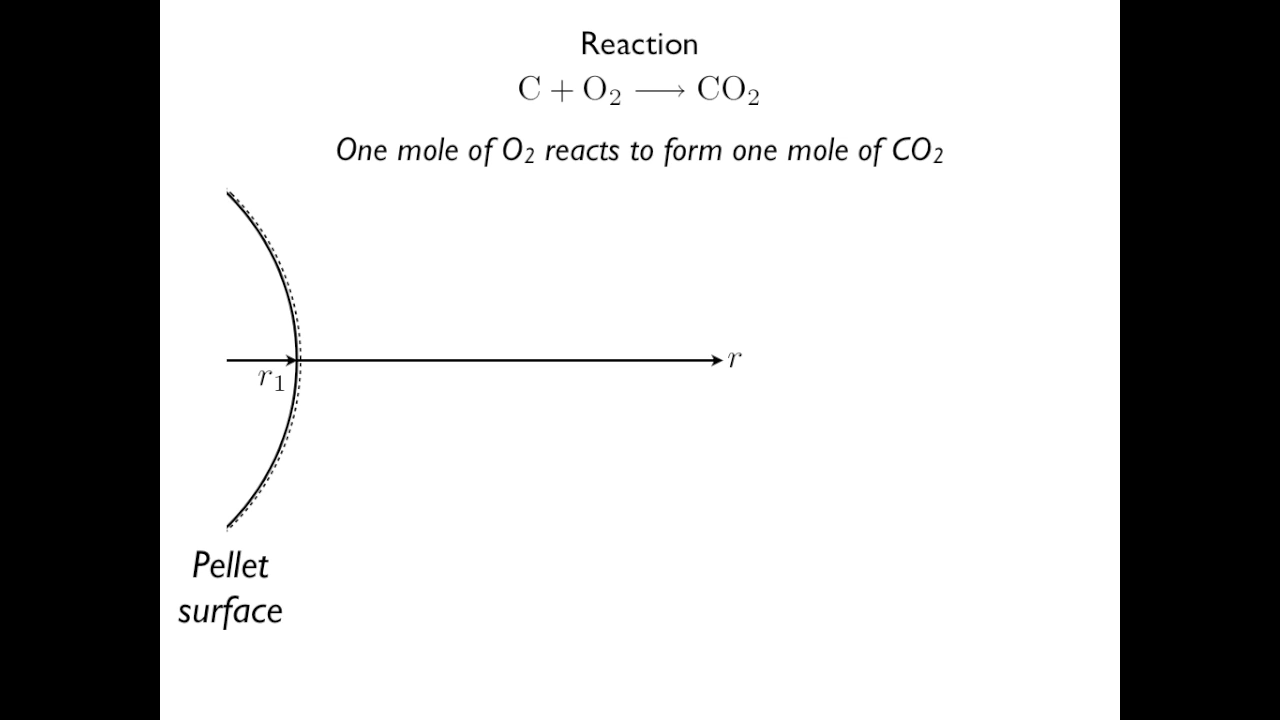 Reaction
C + O₂ ⟶ CO₂
One mole of O₂ reacts to form one mole of CO₂
r
r₁
Pellet
surface